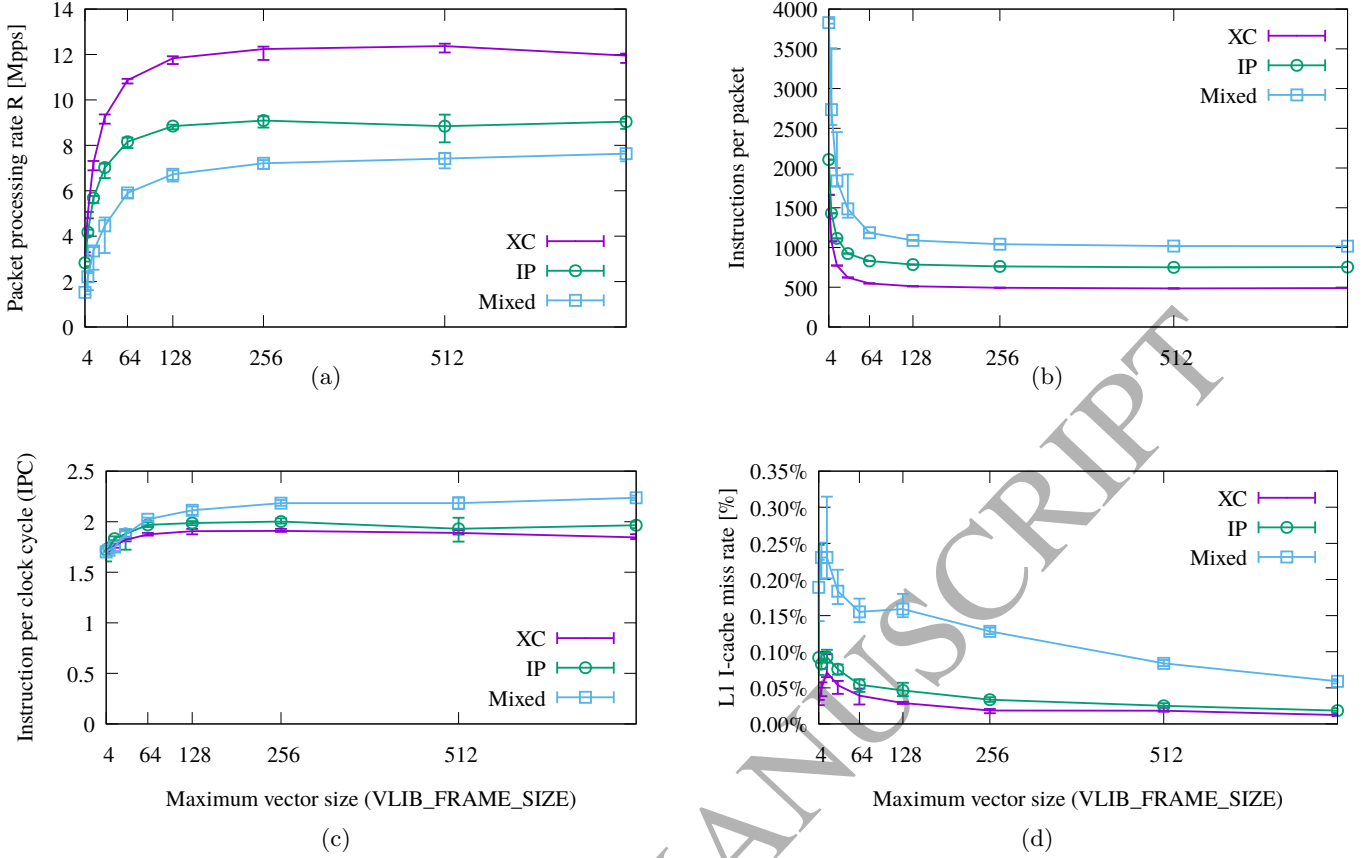 Packet processing rate R [Mpps]
14
12
10
8
6
4
2
0
XC
IP
Mixed
4 64 128 256 512
(a)
Instructions per packet
4000
3500
3000
2500
2000
1500
1000
500
0
XC
IP
Mixed
4 64 128 256 512
(b)
Instruction per clock cycle (IPC)
2.5
2
1.5
1
0.5
0
XC
IP
Mixed
4 64 128 256 512
Maximum vector size (VLIB_FRAME_SIZE)
(c)
L1 I-cache miss rate [%]
0.35%
0.30%
0.25%
0.20%
0.15%
0.10%
0.05%
0.00%
XC
IP
Mixed
4 64 128 256 512
Maximum vector size (VLIB_FRAME_SIZE)
(d)
ANUSCRIPT